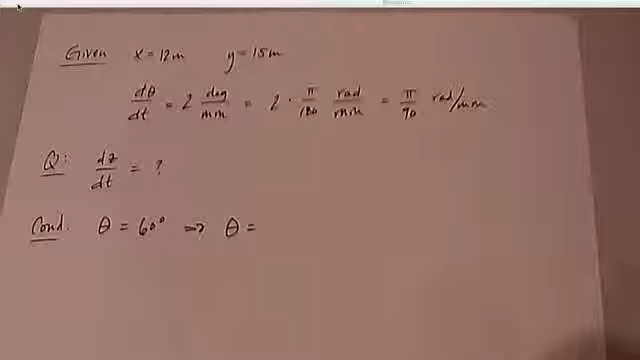 Given x = 12m y = 15m
dθ/dt = 2 deg/min = 2 · π/180 rad/min = π/90 rad/min
Q: dz/dt = ?
Cond. θ = 60° ⇒ θ =